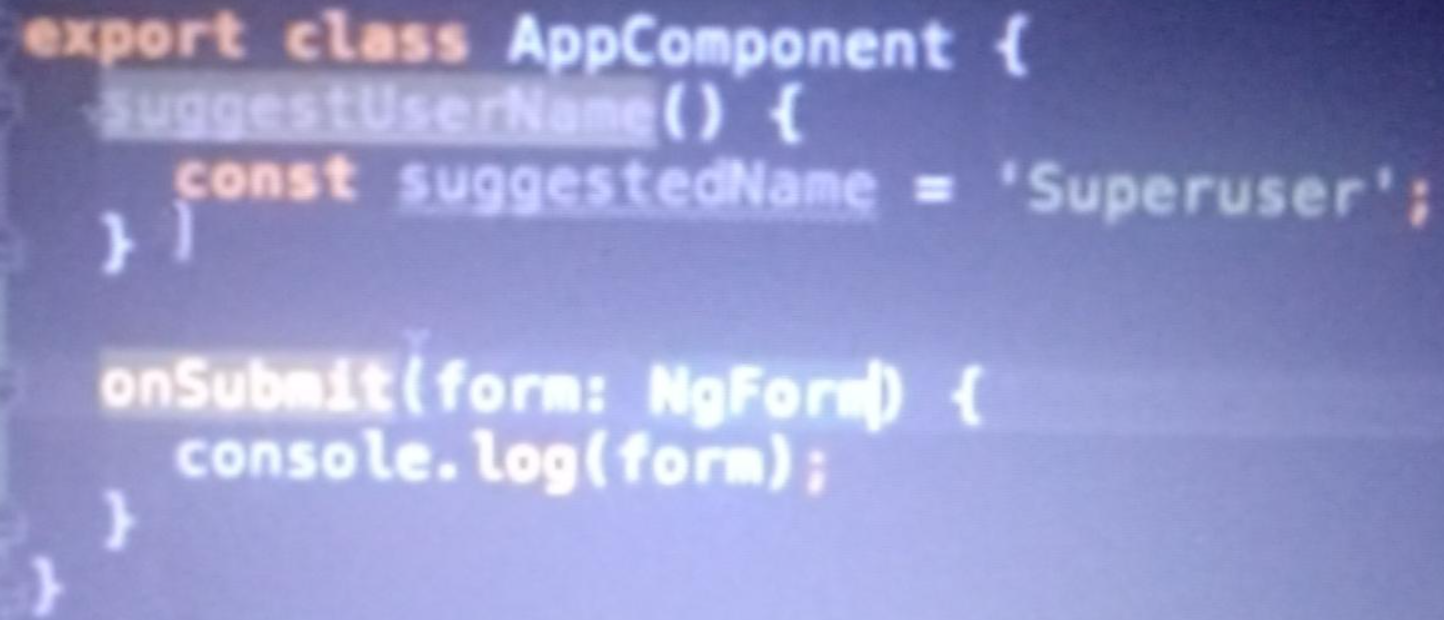 export class AppComponent {
  suggestUserName() {
    const suggestedName = 'Superuser';
  }

  onSubmit(form: NgForm) {
    console.log(form);
  }
}